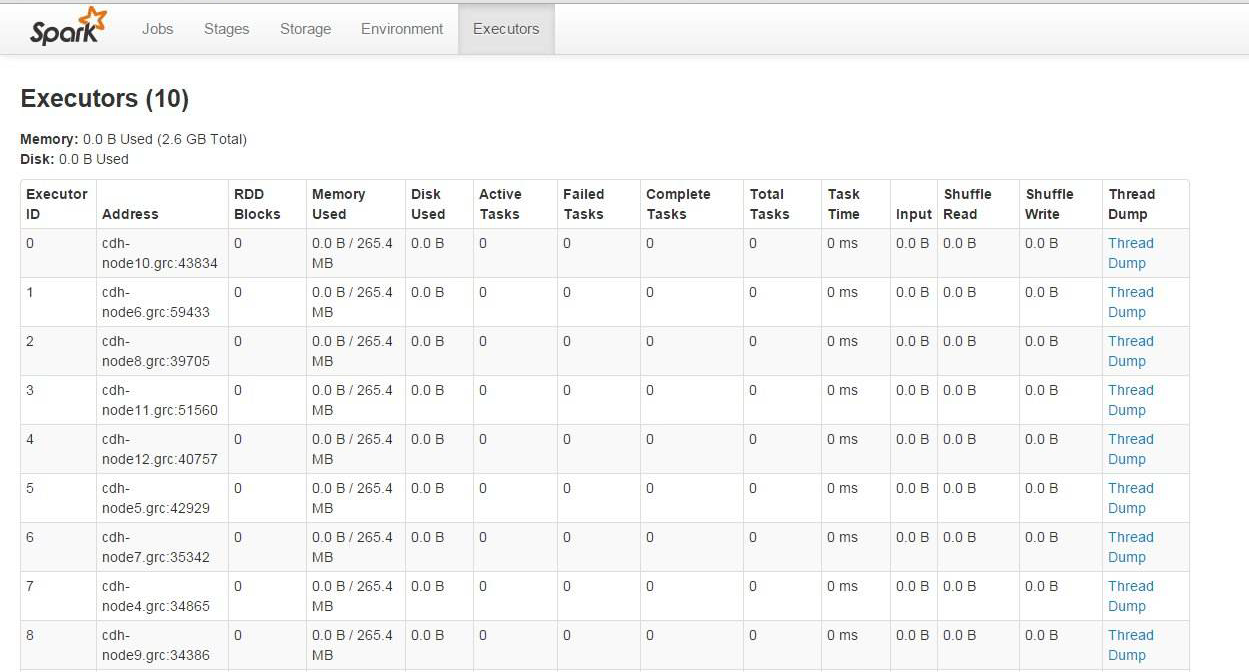 Spark Jobs Stages Storage Environment Executors
Executors (10)
Memory: 0.0 B Used (2.6 GB Total)
Disk: 0.0 B Used
Executor RDD Memory Disk Active Failed Complete Total Task Shuffle Shuffle Thread
ID Address Blocks Used Used Tasks Tasks Tasks Tasks Time Input Read Write Dump
0 cdh- 0 0.0 B / 265.4 0.0 B 0 0 0 0 0 ms 0.0 B 0.0 B 0.0 B Thread
node10.grc:43834 MB Dump
1 cdh- 0 0.0 B / 265.4 0.0 B 0 0 0 0 0 ms 0.0 B 0.0 B 0.0 B Thread
node6.grc:59433 MB Dump
2 cdh- 0 0.0 B / 265.4 0.0 B 0 0 0 0 0 ms 0.0 B 0.0 B 0.0 B Thread
node8.grc:39705 MB Dump
3 cdh- 0 0.0 B / 265.4 0.0 B 0 0 0 0 0 ms 0.0 B 0.0 B 0.0 B Thread
node11.grc:51560 MB Dump
4 cdh- 0 0.0 B / 265.4 0.0 B 0 0 0 0 0 ms 0.0 B 0.0 B 0.0 B Thread
node12.grc:40757 MB Dump
5 cdh- 0 0.0 B / 265.4 0.0 B 0 0 0 0 0 ms 0.0 B 0.0 B 0.0 B Thread
node5.grc:42929 MB Dump
6 cdh- 0 0.0 B / 265.4 0.0 B 0 0 0 0 0 ms 0.0 B 0.0 B 0.0 B Thread
node7.grc:35342 MB Dump
7 cdh- 0 0.0 B / 265.4 0.0 B 0 0 0 0 0 ms 0.0 B 0.0 B 0.0 B Thread
node4.grc:34865 MB Dump
8 cdh- 0 0.0 B / 265.4 0.0 B 0 0 0 0 0 ms 0.0 B 0.0 B 0.0 B Thread
node9.grc:34386 MB Dump